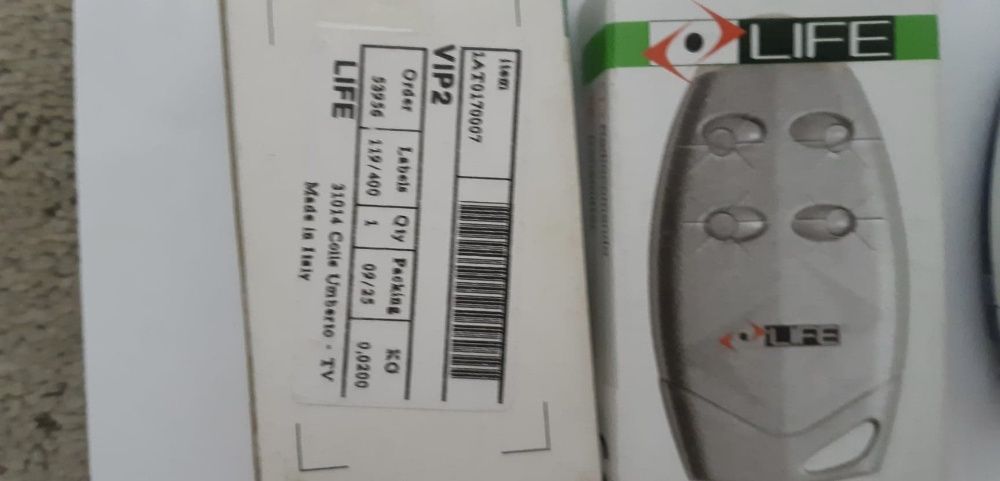 Item
1AT0170007
VIP2
Order Labels Qty Packing KG
53956 119/400 1 09/25 0,0200
LIFE
31014 Colle Umberto - TV
Made in Italy
LIFE
LIFE